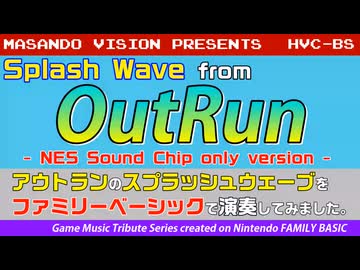 MASANDO VISION PRESENTS HVC-BS
Splash Wave from
OutRun
- NES Sound Chip only version -
アウトランのスプラッシュウェーブを
ファミリーベーシックで演奏してみました。
Game Music Tribute Series created on Nintendo FAMILY BASIC